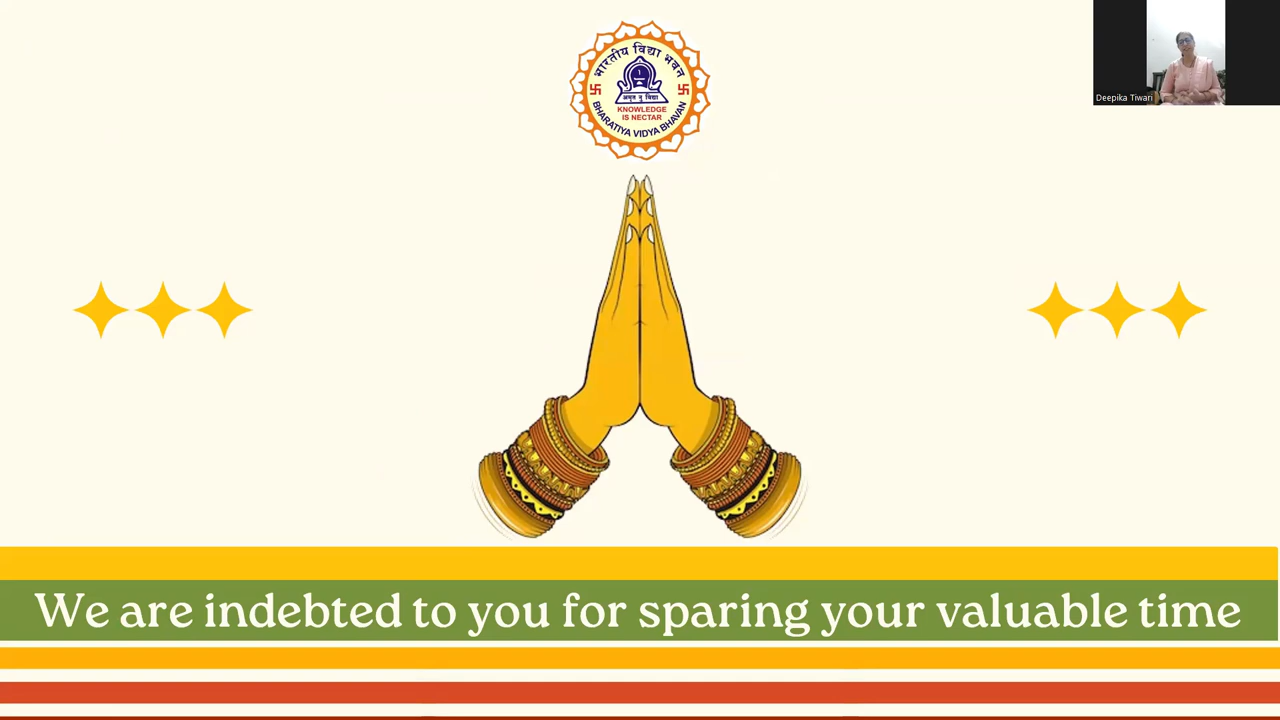 भारतीय विद्या भवन
अमृतं तु विद्या
KNOWLEDGE
IS NECTAR
BHARATIYA VIDYA BHAVAN
Deepika Tiwari
We are indebted to you for sparing your valuable time